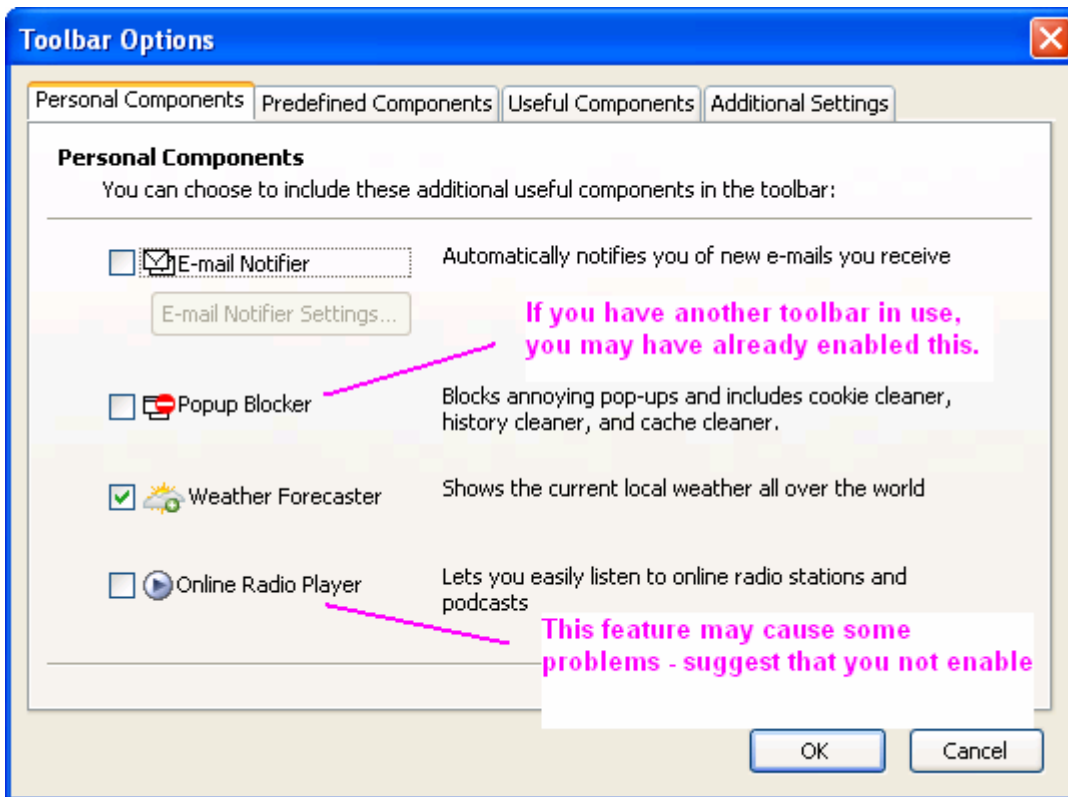 Toolbar Options
Personal Components
Predefined Components
Useful Components
Additional Settings
Personal Components
You can choose to include these additional useful components in the toolbar:
E-mail Notifier
Automatically notifies you of new e-mails you receive
E-mail Notifier Settings...
If you have another toolbar in use,
you may have already enabled this.
Popup Blocker
Blocks annoying pop-ups and includes cookie cleaner,
history cleaner, and cache cleaner.
Weather Forecaster
Shows the current local weather all over the world
Online Radio Player
Lets you easily listen to online radio stations and
podcasts
This feature may cause some
problems - suggest that you not enable
OK
Cancel